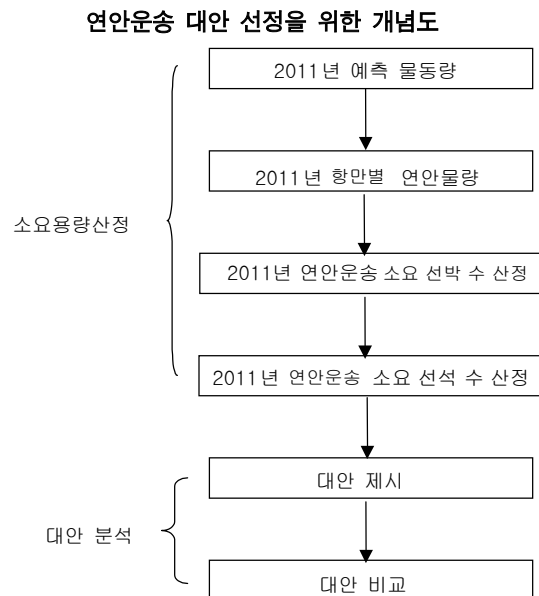 연안운송 대안 선정을 위한 개념도
2011년 예측 물동량
2011년 항만별 연안물량
소요용량산정
2011년 연안운송 소요 선박 수 산정
2011년 연안운송 소요 선석 수 산정
대안 제시
대안 분석
대안 비교